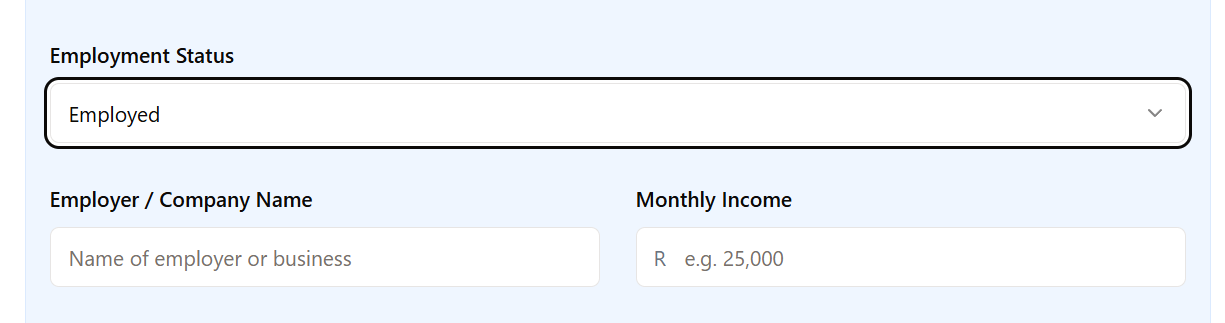 Employment Status
Employed
Employer / Company Name
Monthly Income
Name of employer or business
R e.g. 25,000